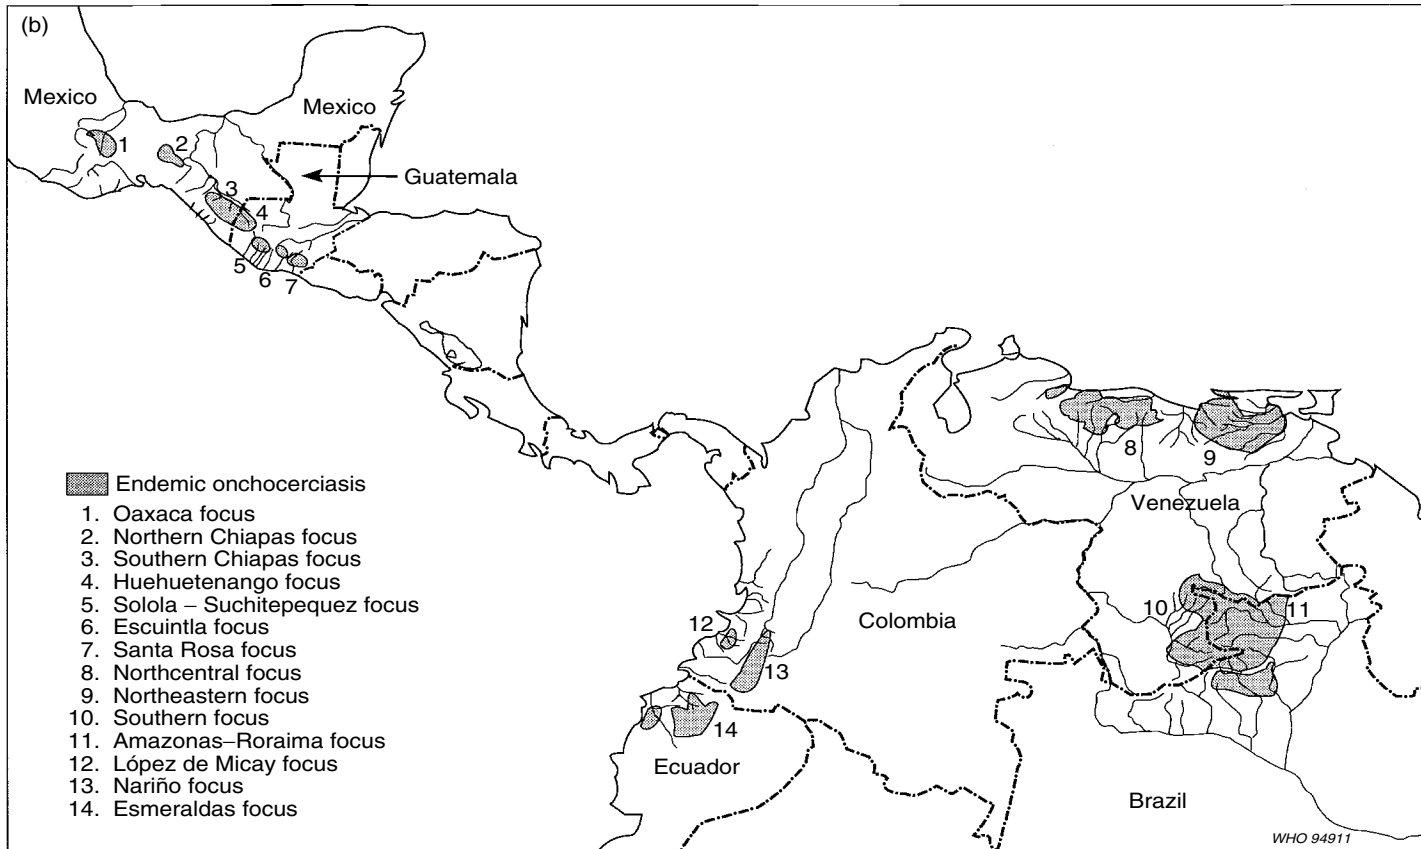 (b)
Mexico
Mexico
1
2
Guatemala
3
4
5
6
7
8
9
Venezuela
10
11
12
Colombia
13
14
Ecuador
Brazil
Endemic onchocerciasis
1. Oaxaca focus
2. Northern Chiapas focus
3. Southern Chiapas focus
4. Huehuetenango focus
5. Solola – Suchitepequez focus
6. Escuintla focus
7. Santa Rosa focus
8. Northcentral focus
9. Northeastern focus
10. Southern focus
11. Amazonas–Roraima focus
12. López de Micay focus
13. Nariño focus
14. Esmeraldas focus
WHO 94911